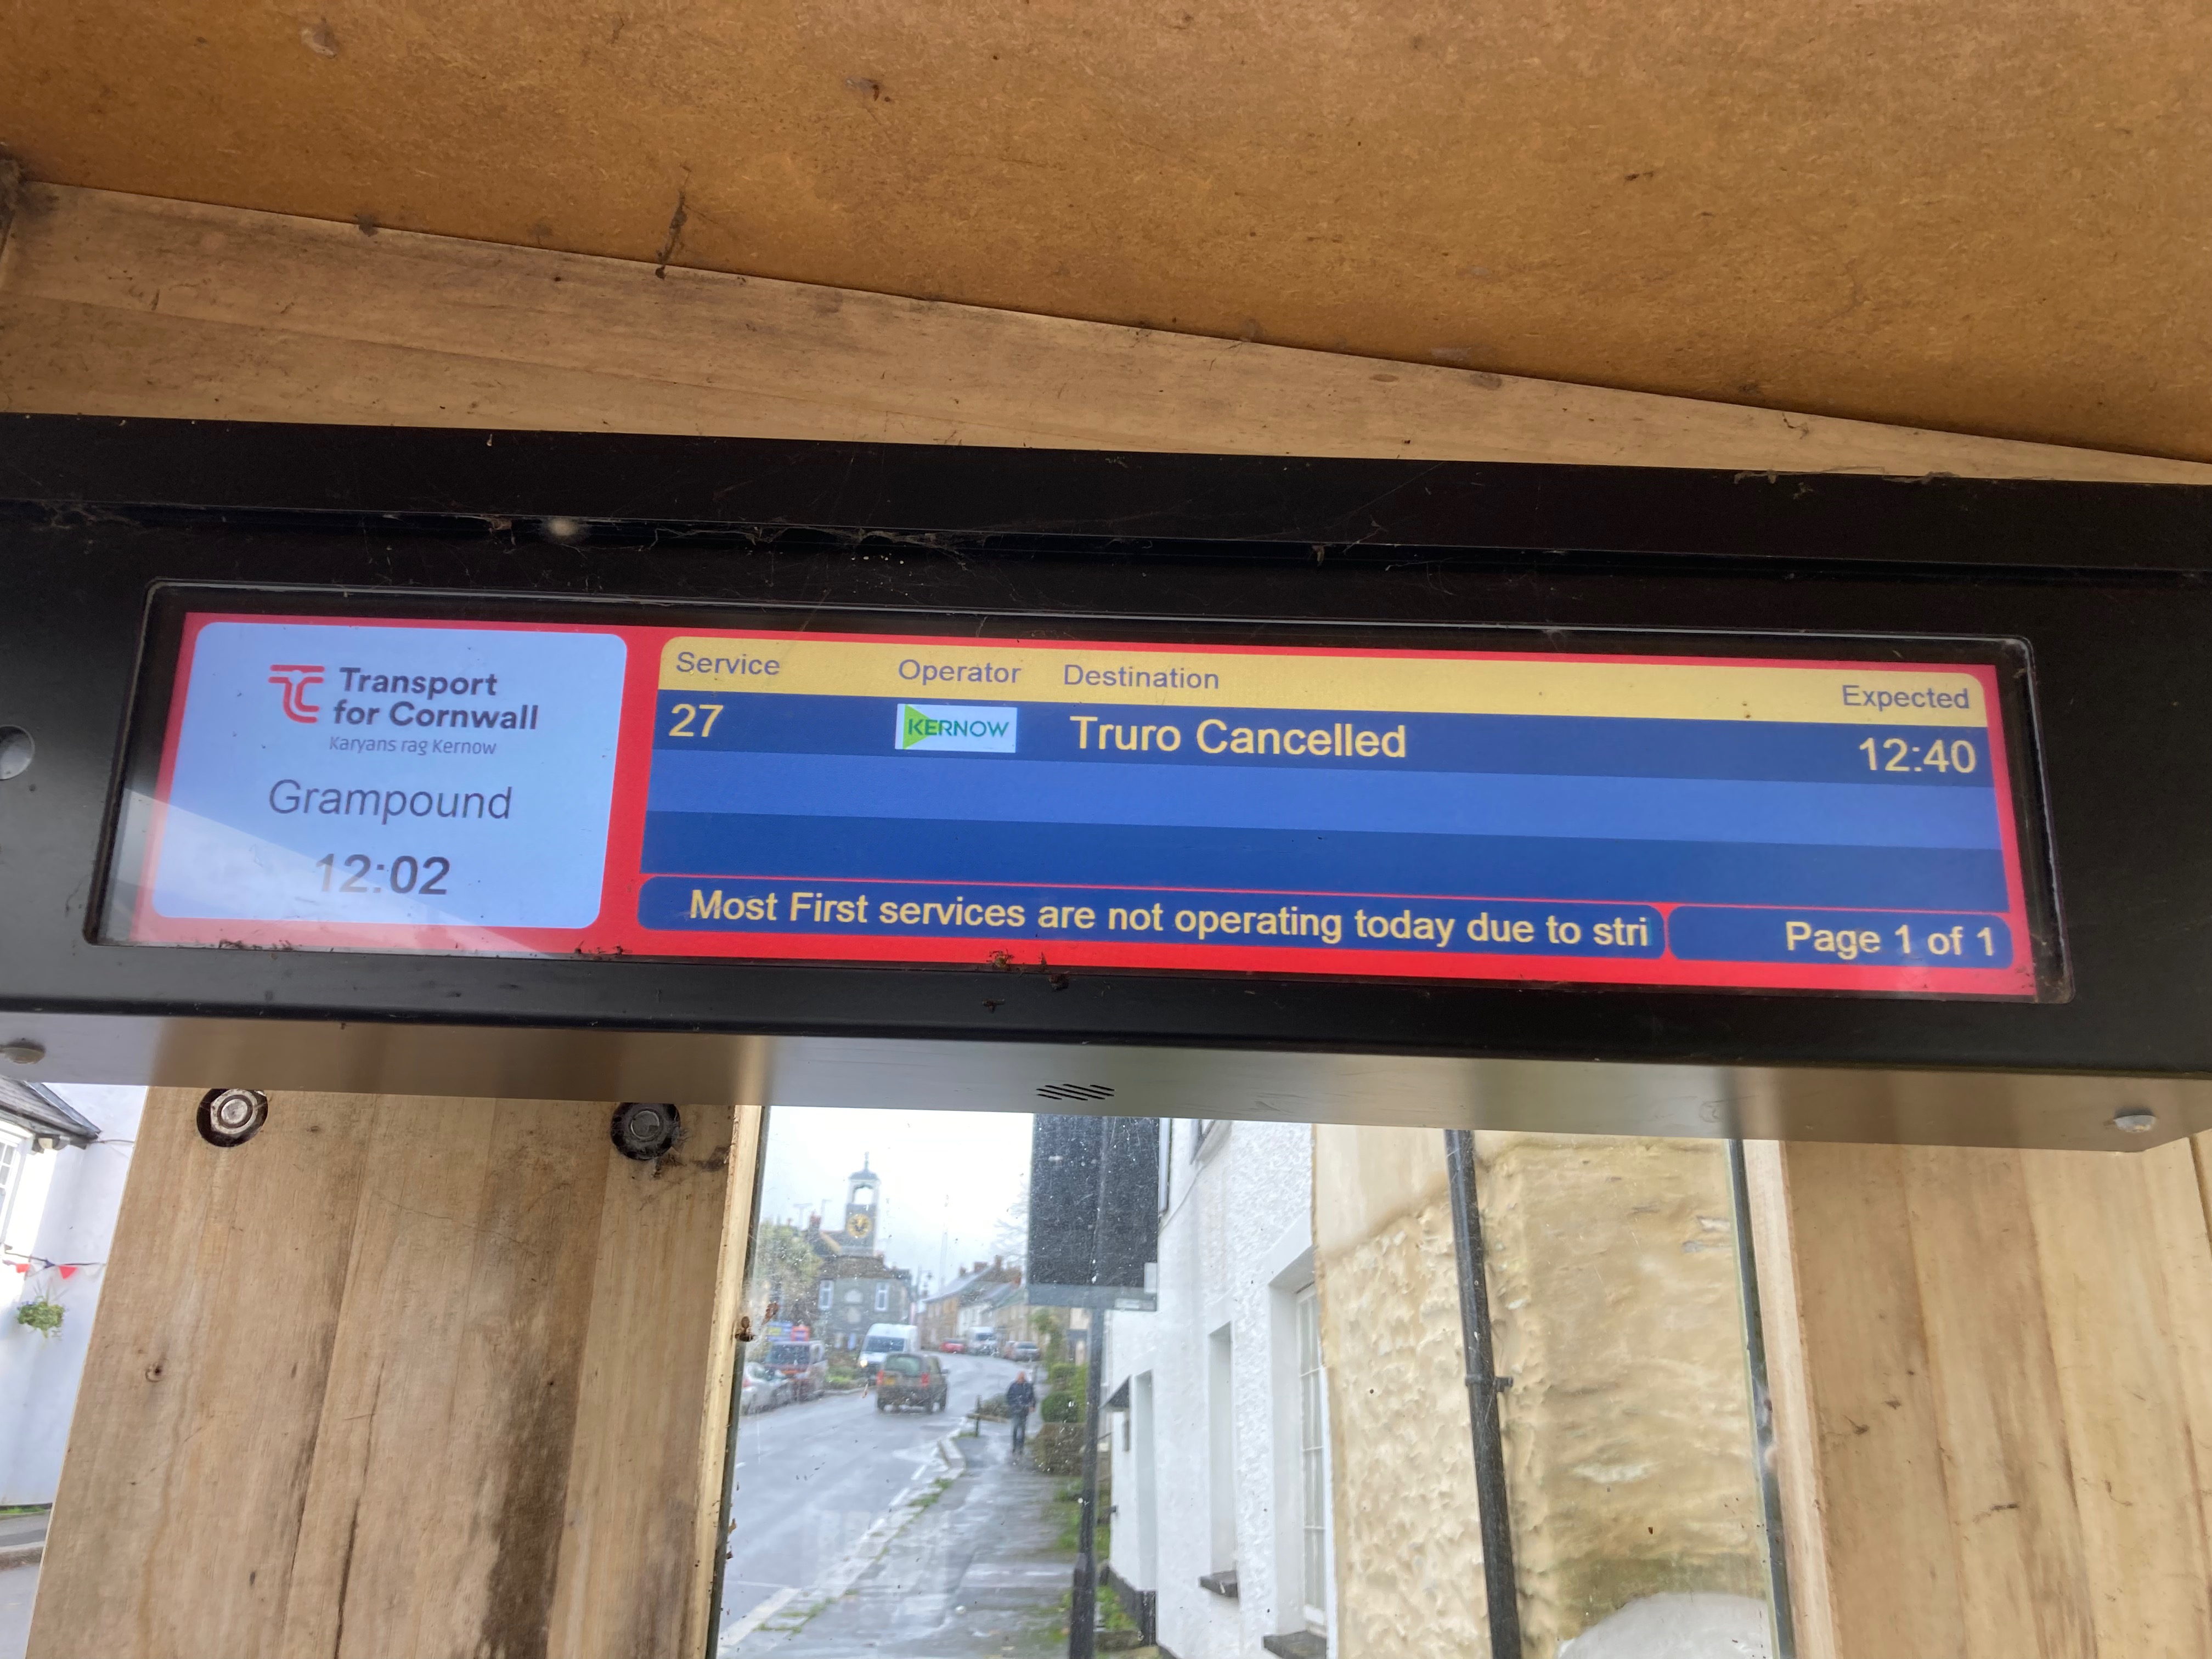 Transport
for Cornwall
Karyans rag Kernow
Grampound
12:02
Service Operator Destination Expected
27 KERNOW Truro Cancelled 12:40
Most First services are not operating today due to stri
Page 1 of 1